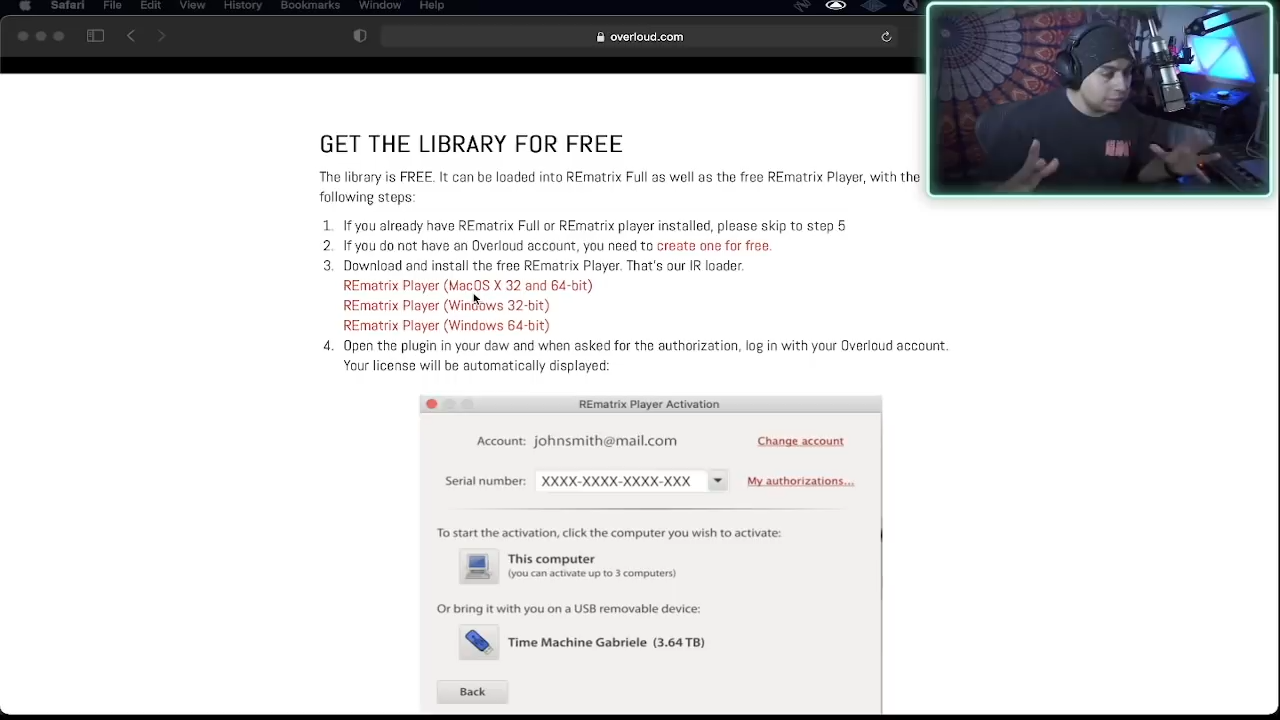 Safari File Edit View History Bookmarks Window Help
overloud.com
GET THE LIBRARY FOR FREE
The library is FREE. It can be loaded into REmatrix Full as well as the free REmatrix Player, with the
following steps:
1. If you already have REmatrix Full or REmatrix player installed, please skip to step 5
2. If you do not have an Overloud account, you need to create one for free.
3. Download and install the free REmatrix Player. That's our IR loader.
REmatrix Player (MacOS X 32 and 64-bit)
REmatrix Player (Windows 32-bit)
REmatrix Player (Windows 64-bit)
4. Open the plugin in your daw and when asked for the authorization, log in with your Overloud account.
Your license will be automatically displayed:
REmatrix Player Activation
Account: johnsmith@mail.com Change account
Serial number: XXXX-XXXX-XXXX-XXX My authorizations...
To start the activation, click the computer you wish to activate:
This computer
(you can activate up to 3 computers)
Or bring it with you on a USB removable device:
Time Machine Gabriele (3.64 TB)
Back